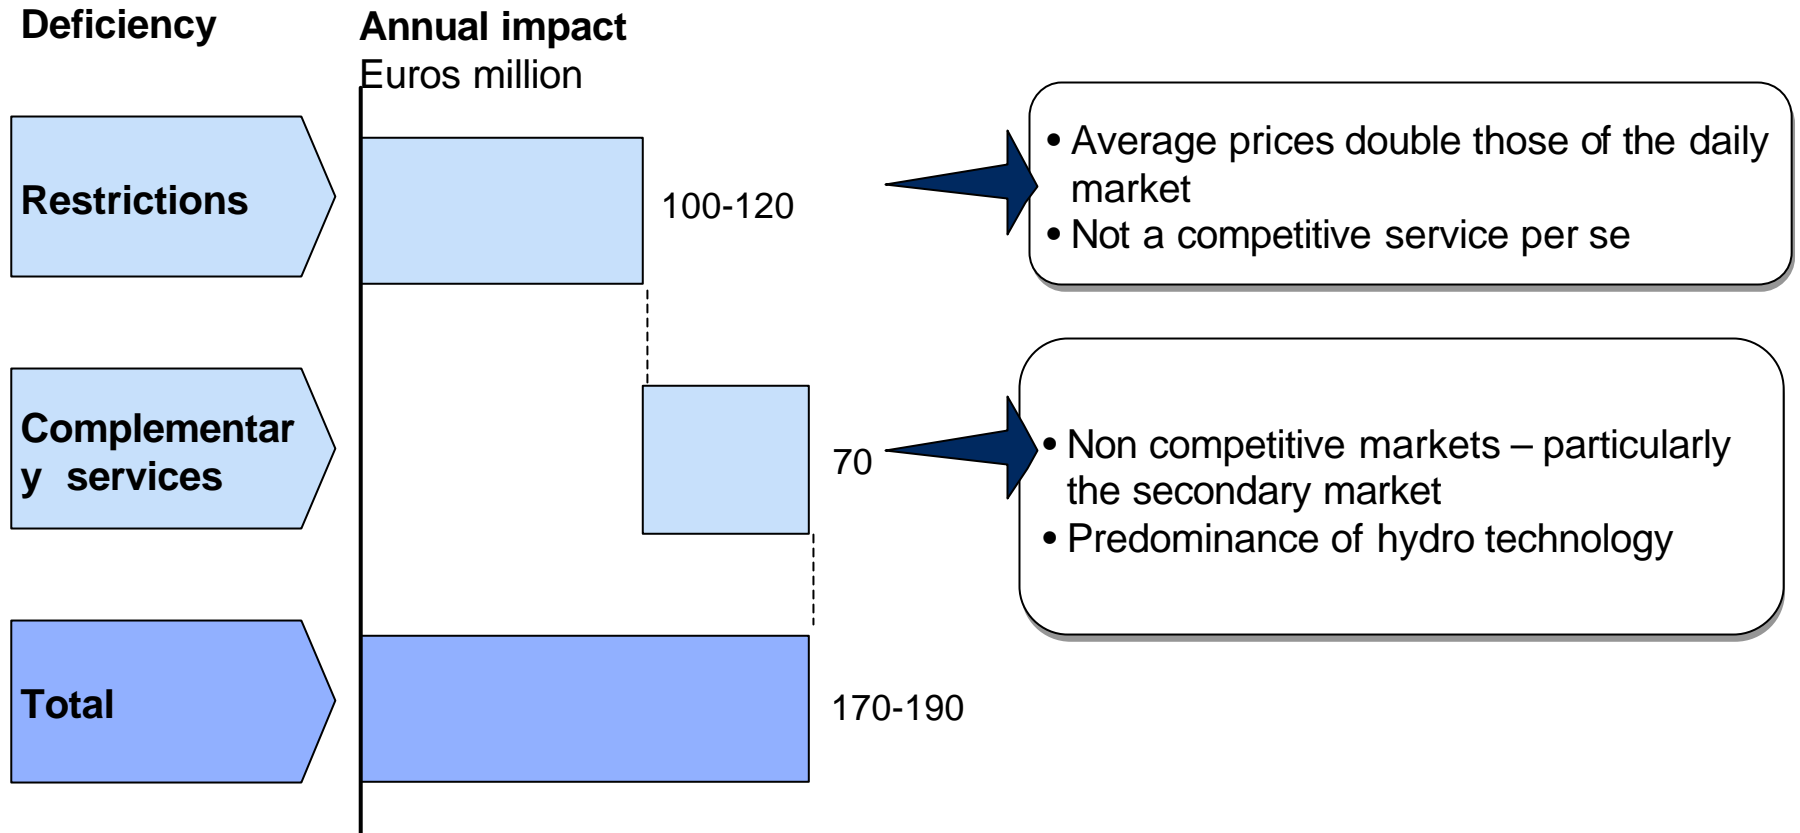 Deficiency
Annual impact
Euros million
Restrictions
100-120
• Average prices double those of the daily
market
• Not a competitive service per se
Complementar
y services
70
• Non competitive markets – particularly
the secondary market
• Predominance of hydro technology
Total
170-190